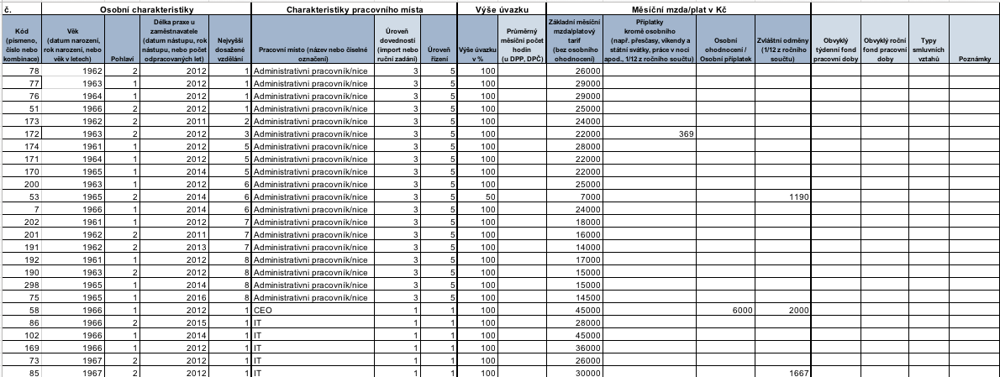 č. Osobní charakteristiky Charakteristiky pracovního místa Výše úvazku Měsíční mzda/plat v Kč
Kód (písmeno, číslo nebo kombinace) Věk (datum narození, rok narození, nebo věk v letech) Pohlaví Délka praxe u zaměstnavatele (datum nástupu, rok nástupu, nebo počet odpracovaných let) Nejvyšší dosažené vzdělání Pracovní místo (název nebo číselné označení) Úroveň dovedností (import nebo ruční zadání) Úroveň řízení Výše úvazku v % Průměrný měsíční počet hodin (u DPP, DPČ) Základní měsíční mzda/platový tarif (bez osobního ohodnocení) Příplatky kromě osobního (např. přesčasy, víkendy a státní svátky, práce v noci apod., 1/12 z ročního součtu) Osobní ohodnocení / Osobní příplatek Zvláštní odměny (1/12 z ročního součtu) Obvyklý týdenní fond pracovní doby Obvyklý roční fond pracovní doby Typy smluvních vztahů Poznámky
78 1962 2 2012 1 Administrativní pracovník/nice 3 5 100 26000
77 1963 1 2012 1 Administrativní pracovník/nice 3 5 100 29000
76 1964 1 2012 1 Administrativní pracovník/nice 3 5 100 29000
51 1966 2 2012 1 Administrativní pracovník/nice 3 5 100 25000
173 1962 2 2011 2 Administrativní pracovník/nice 3 5 100 24000
172 1963 2 2012 3 Administrativní pracovník/nice 3 5 100 22000 369
174 1961 1 2012 5 Administrativní pracovník/nice 3 5 100 28000
171 1964 1 2012 5 Administrativní pracovník/nice 3 5 100 22000
170 1965 1 2014 5 Administrativní pracovník/nice 3 5 100 22000
200 1963 1 2012 6 Administrativní pracovník/nice 3 5 100 25000
53 1965 2 2014 6 Administrativní pracovník/nice 3 5 50 7000 1190
7 1966 1 2014 6 Administrativní pracovník/nice 3 5 100 24000
202 1961 1 2012 7 Administrativní pracovník/nice 3 5 100 18000
201 1962 2 2011 7 Administrativní pracovník/nice 3 5 100 16000
191 1962 2 2013 7 Administrativní pracovník/nice 3 5 100 14000
192 1961 1 2012 8 Administrativní pracovník/nice 3 5 100 17000
190 1963 2 2012 8 Administrativní pracovník/nice 3 5 100 15000
298 1965 1 2014 8 Administrativní pracovník/nice 3 5 100 15000
75 1965 1 2016 8 Administrativní pracovník/nice 3 5 100 14500
58 1966 1 2012 1 CEO 1 1 100 45000 6000 2000
86 1966 2 2015 1 IT 1 1 100 28000
102 1966 1 2014 1 IT 1 1 100 45000
169 1966 1 2012 1 IT 1 1 100 36000
73 1967 2 2012 1 IT 1 1 100 26000
85 1967 2 2012 1 IT 1 1 100 30000 1667